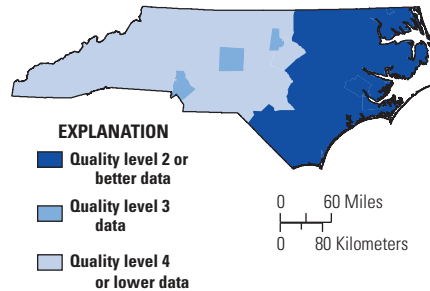 EXPLANATION
Quality level 2 or
better data
Quality level 3
data
Quality level 4
or lower data
0 60 Miles
0 80 Kilometers